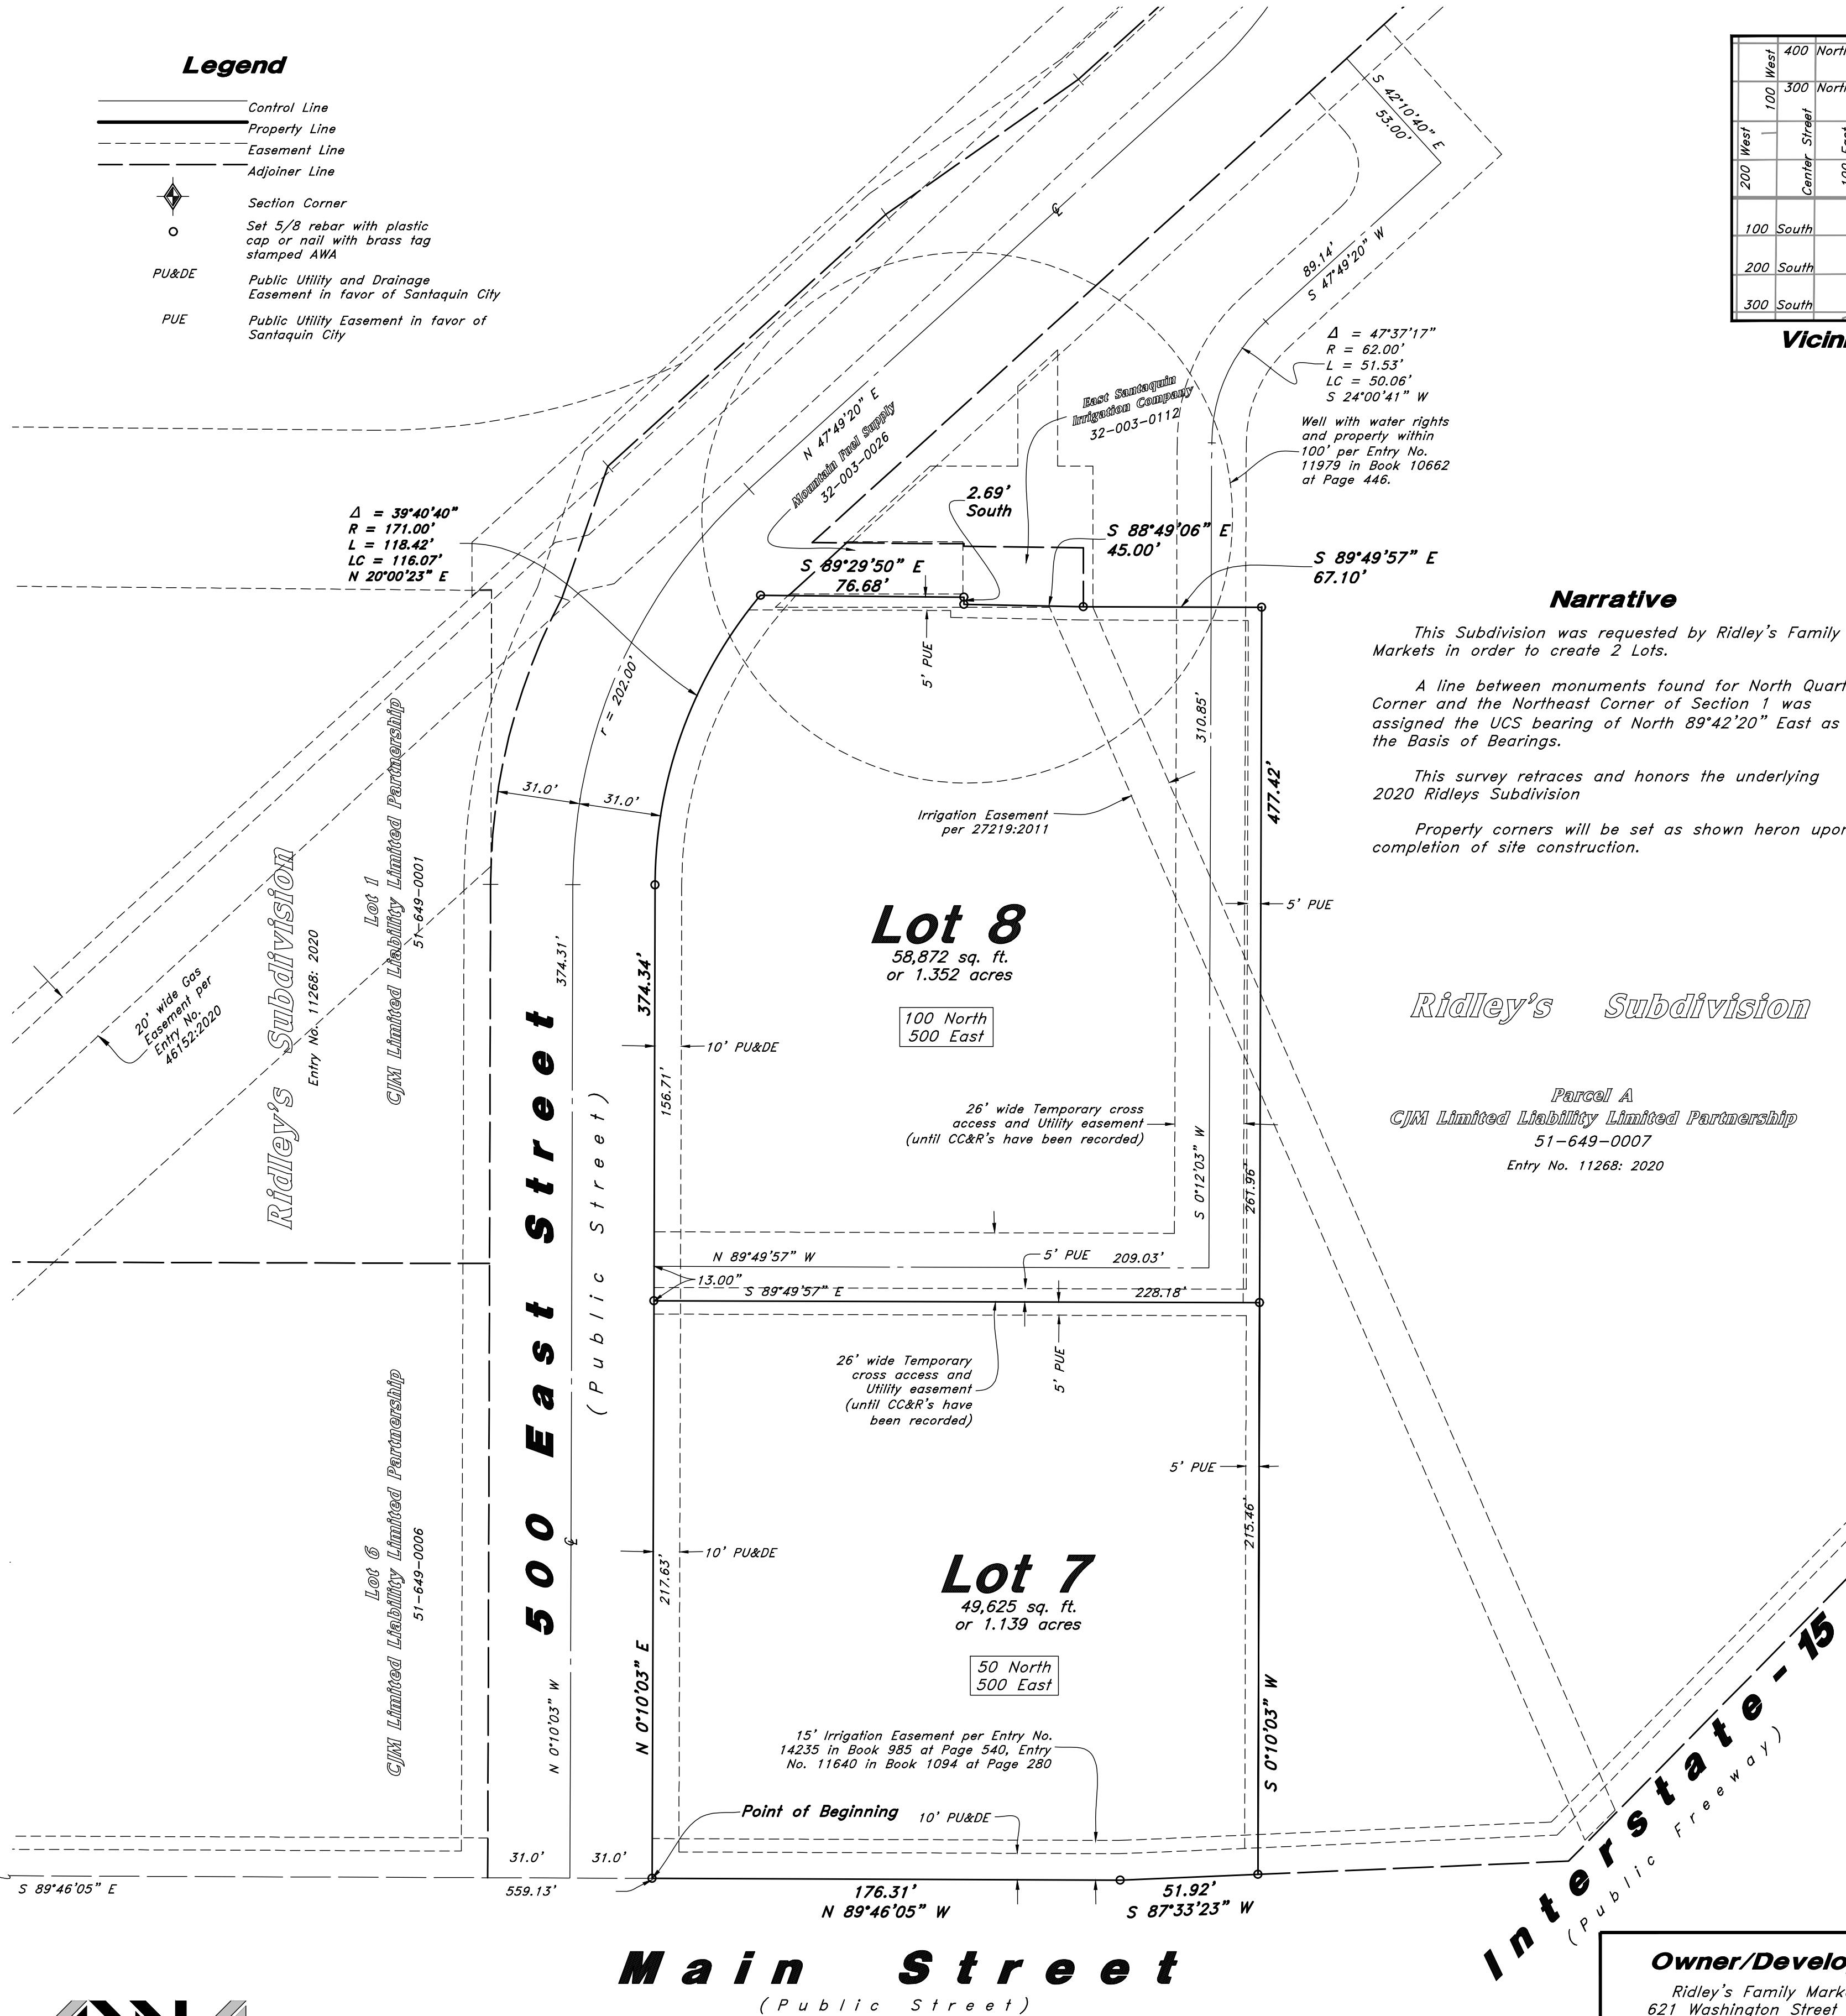 Legend
Control Line
Property Line
Easement Line
Adjoiner Line
Section Corner
Set 5/8 rebar with plastic
cap or nail with brass tag
stamped AWA
PU&DE
Public Utility and Drainage
Easement in favor of Santaquin City
PUE
Public Utility Easement in favor of
Santaquin City
400 North
300 North
100 West
200 West
Center Street
100 South
200 South
300 South
S 42°10'40" E
53.00'
89.14'
S 47°49'20" W
Δ = 47°37'17"
R = 62.00'
L = 51.53'
LC = 50.06'
S 24°00'41" W
Well with water rights
and property within
100' per Entry No.
11979 in Book 10662
at Page 446.
East Santaquin
Irrigation Company
32-003-0112
N 47°49'20" E
Mountain Fuel Supply
32-003-0026
2.69'
South
S 88°49'06" E
45.00'
S 89°49'57" E
67.10'
S 89°29'50" E
76.68'
5' PUE
Δ = 39°40'40"
R = 171.00'
L = 118.42'
LC = 116.07'
N 20°00'23" E
r = 202.00'
31.0'
31.0'
310.85'
477.42'
Irrigation Easement
per 27219:2011
Narrative
This Subdivision was requested by Ridley's Family
Markets in order to create 2 Lots.
A line between monuments found for North Quart
Corner and the Northeast Corner of Section 1 was
assigned the UCS bearing of North 89°42'20" East as
the Basis of Bearings.
This survey retraces and honors the underlying
2020 Ridleys Subdivision
Property corners will be set as shown heron upon
completion of site construction.
20' wide Gas
Easement per
Entry No.
46152:2020
Ridley's Subdivision
Entry No. 11268: 2020
Lot 1
CJM Limited Liability Limited Partnership
51-649-0001
374.31'
374.34'
Lot 8
58,872 sq. ft.
or 1.352 acres
100 North
500 East
5' PUE
10' PU&DE
156.71'
26' wide Temporary cross
access and Utility easement
(until CC&R's have been recorded)
S 0°12'03" W
261.96'
Ridley's Subdivision
Parcel A
CJM Limited Liability Limited Partnership
51-649-0007
Entry No. 11268: 2020
500 East Street
(Public Street)
N 89°49'57" W
5' PUE
209.03'
13.00"
S 89°49'57" E
228.18'
26' wide Temporary
cross access and
Utility easement
(until CC&R's have
been recorded)
5' PUE
5' PUE
215.46'
Lot 6
CJM Limited Liability Limited Partnership
51-649-0006
℄
℄
10' PU&DE
217.63'
Lot 7
49,625 sq. ft.
or 1.139 acres
50 North
500 East
N 0°10'03" W
N 0°10'03" E
S 0°10'03" W
15' Irrigation Easement per Entry No.
14235 in Book 985 at Page 540, Entry
No. 11640 in Book 1094 at Page 280
Point of Beginning
10' PU&DE
31.0'
31.0'
S 89°46'05" E
559.13'
176.31'
N 89°46'05" W
51.92'
S 87°33'23" W
Interstate-15
(Public Freeway)
Main Street
(Public Street)
Ridley's Family Mark
621 Washington Street